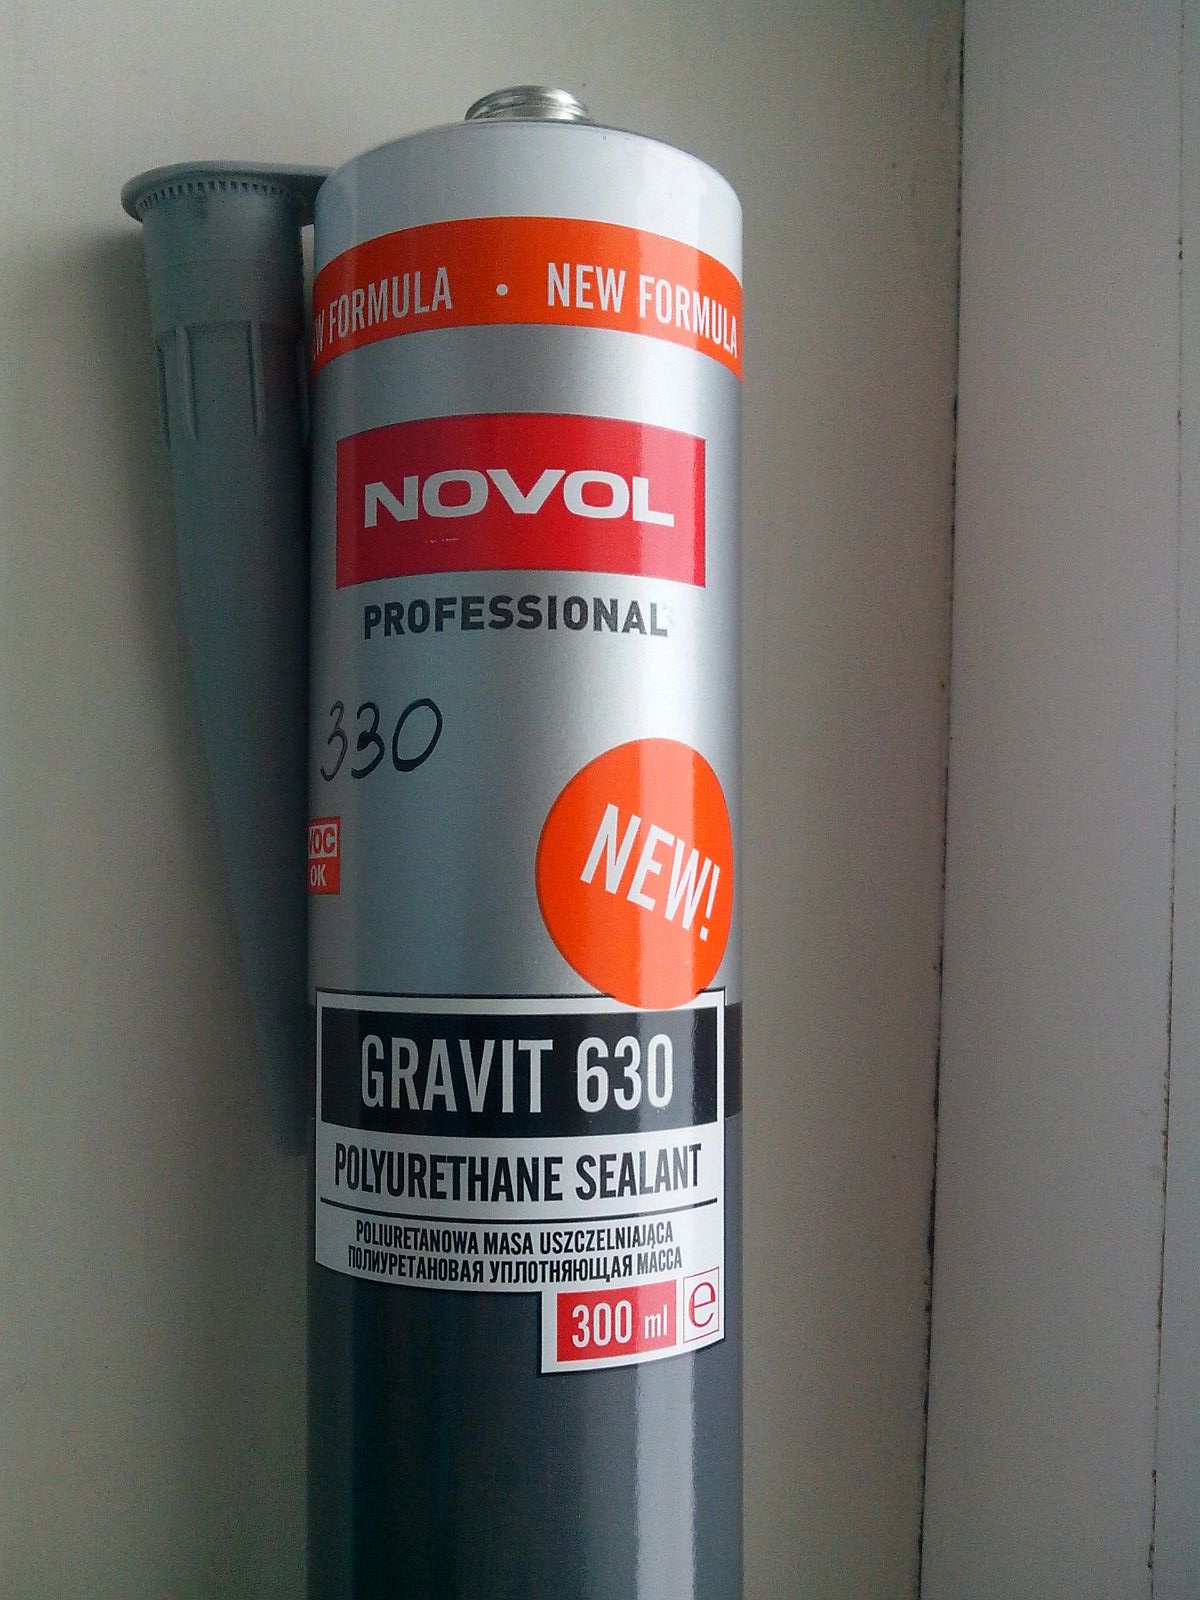 W FORMULA • NEW FORMULA
NOVOL
PROFESSIONAL
330
VOC
OK
NEW!
GRAVIT 630
POLYURETHANE SEALANT
POLIURETANOWA MASA USZCZELNIAJĄCA
ПОЛИУРЕТАНОВАЯ УПЛОТНЯЮЩАЯ МАССА
300 ml e